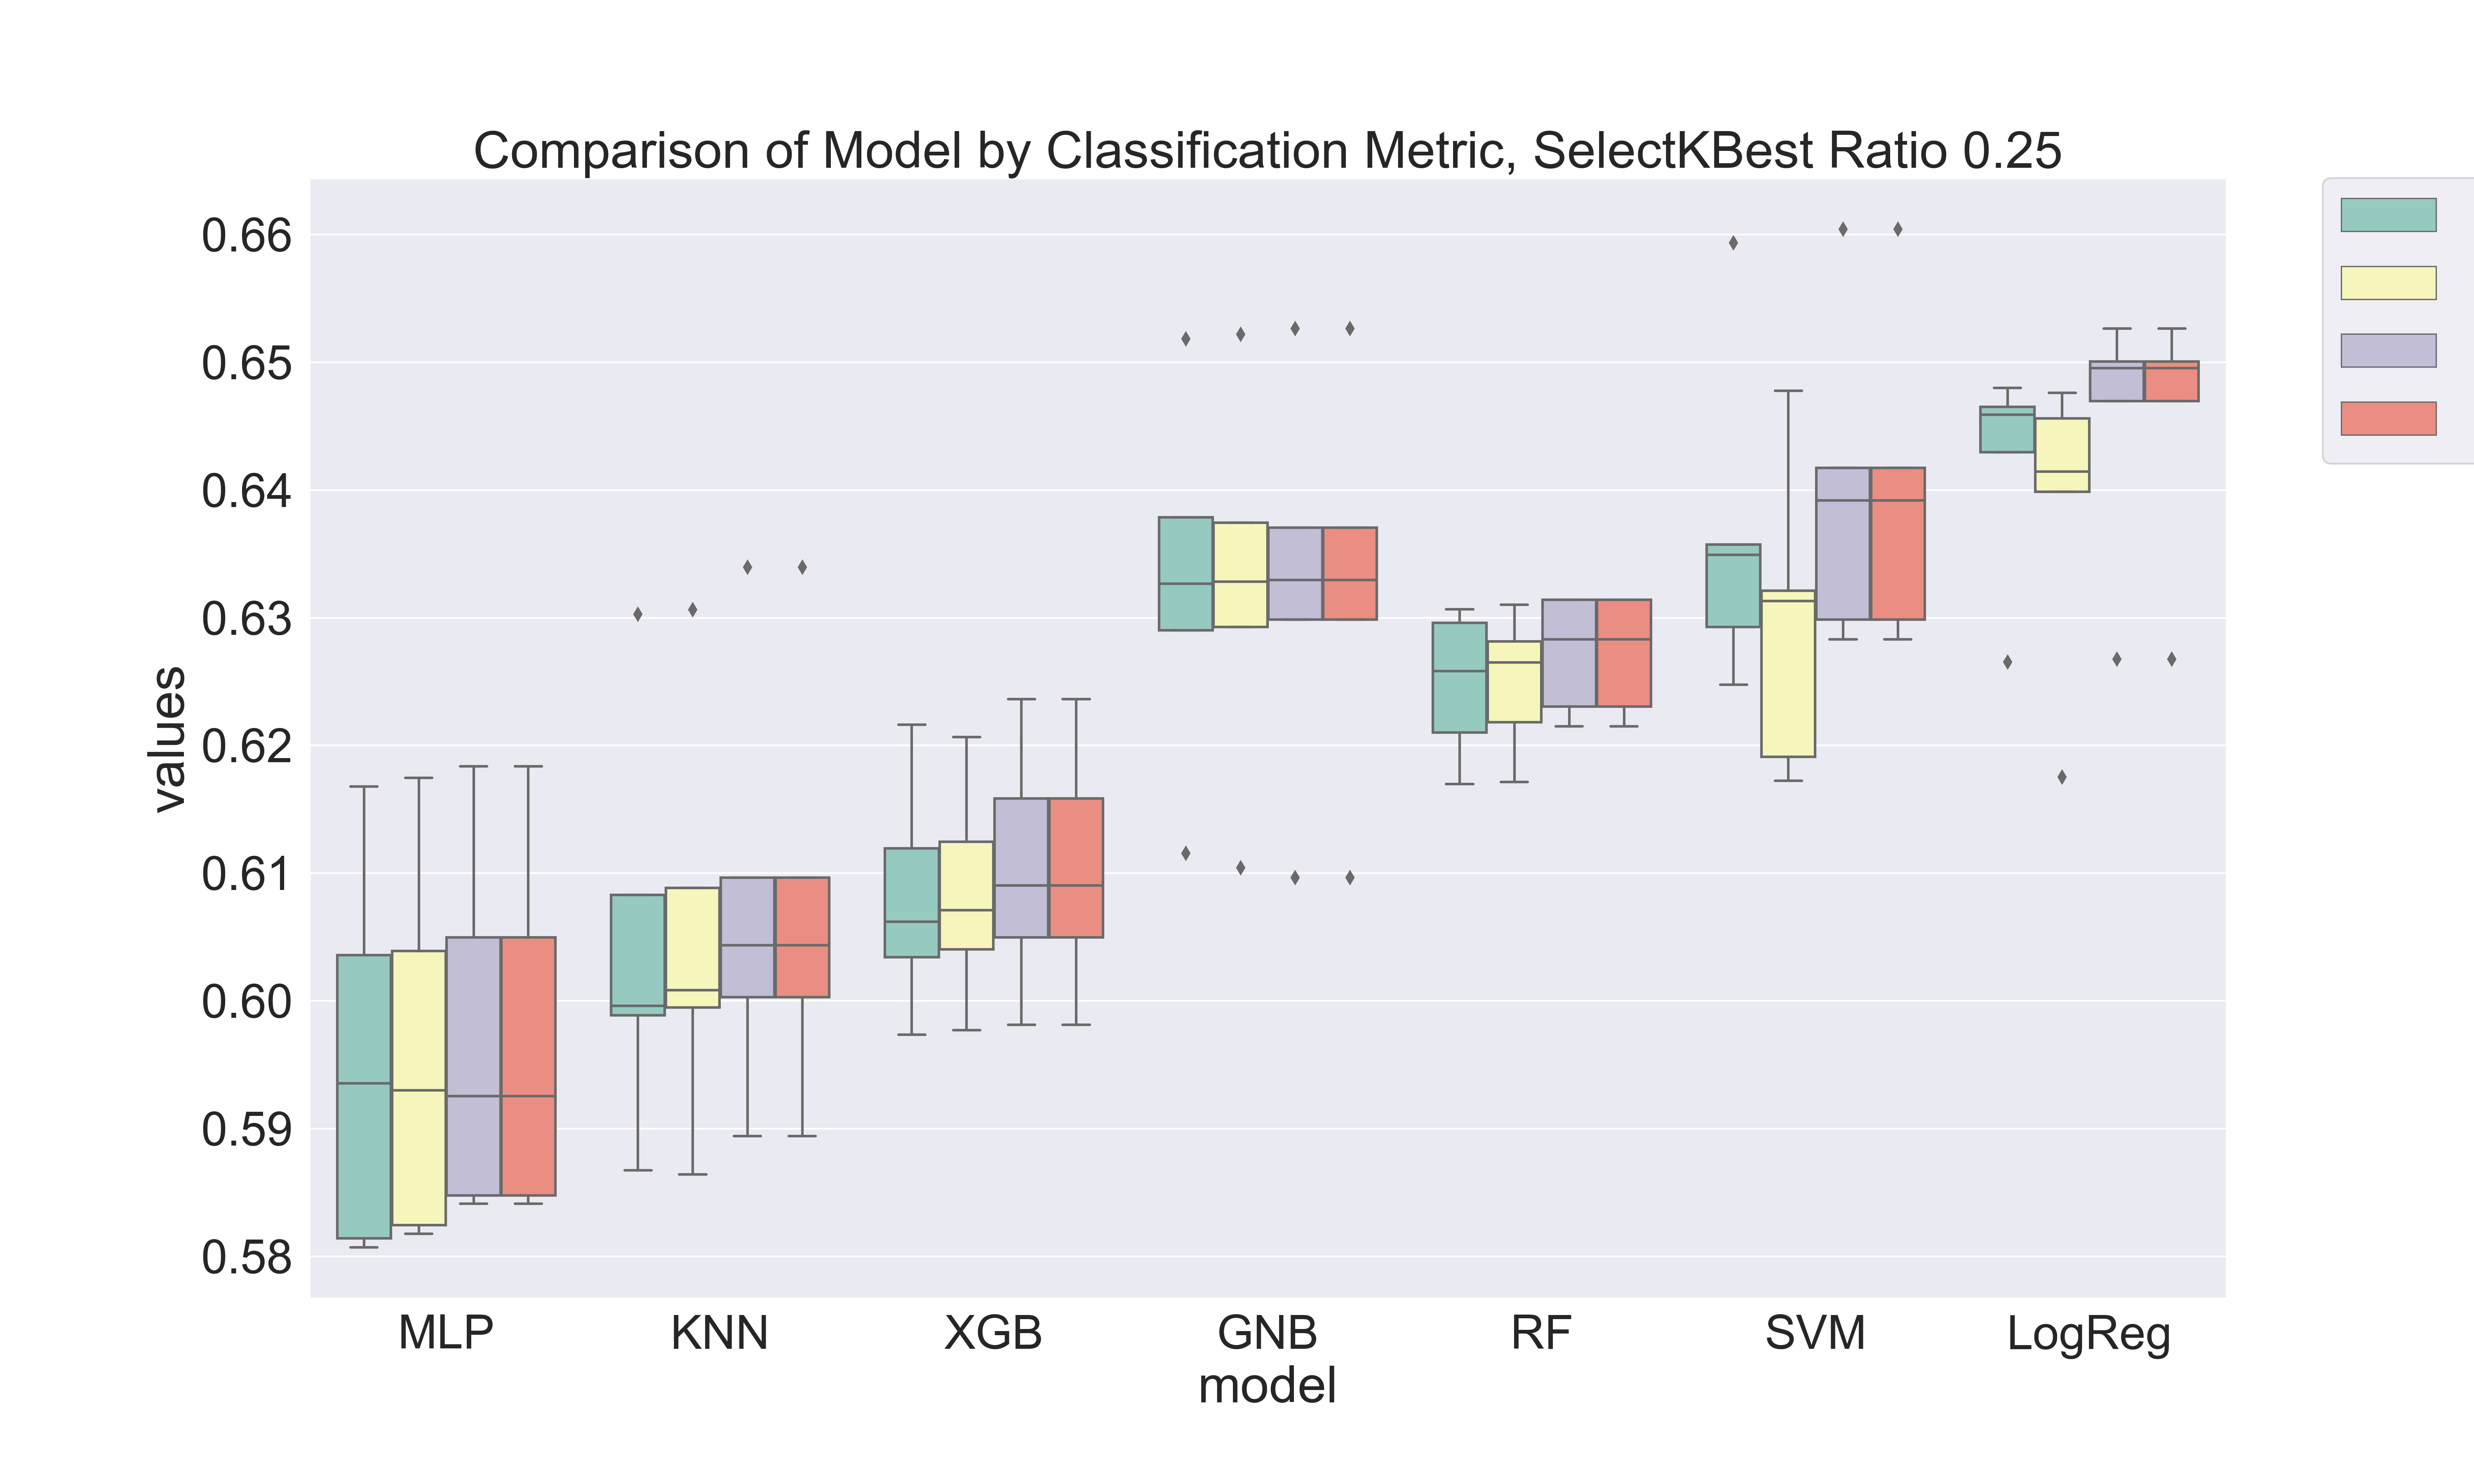 Comparison of Model by Classification Metric, SelectKBest Ratio 0.25
0.66
0.65
0.64
0.63
0.62
0.61
0.60
0.59
0.58
values
MLP KNN XGB GNB RF SVM LogReg
model